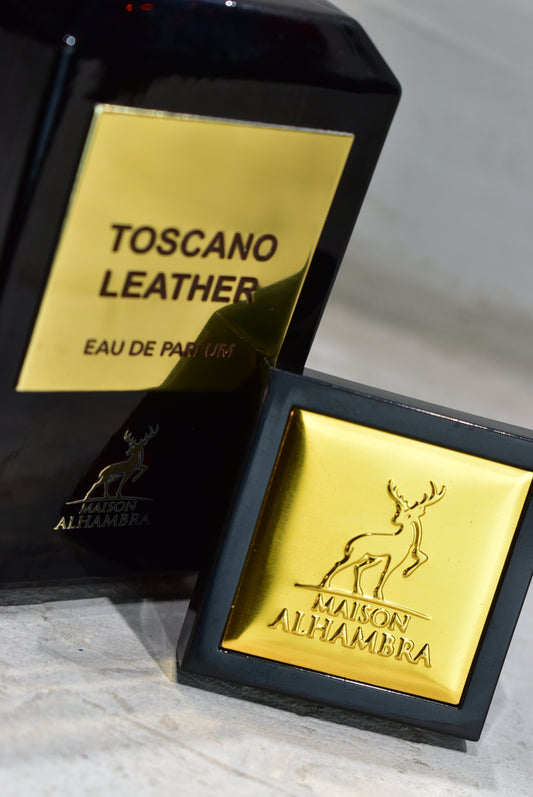 TOSCANO
LEATHER
EAU DE PARFUM
MAISON
ALHAMBRA
MAISON
ALHAMBRA